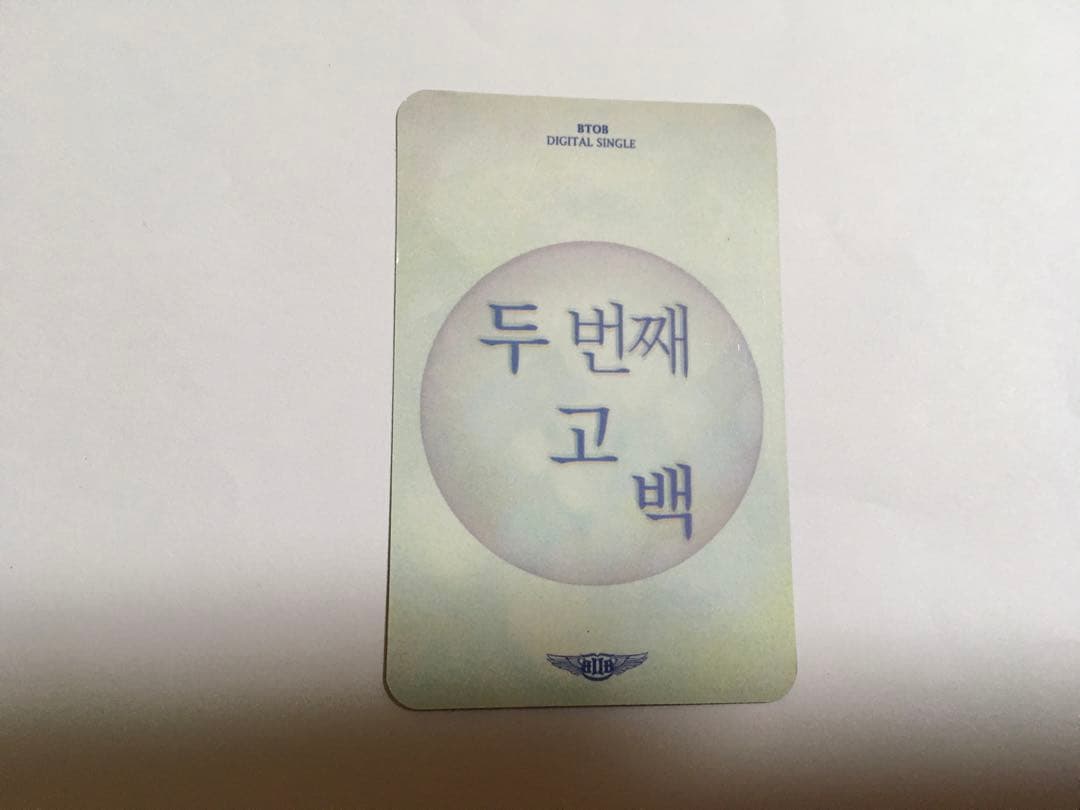 BTOB
DIGITAL SINGLE
두 번째
고
백
BTOB